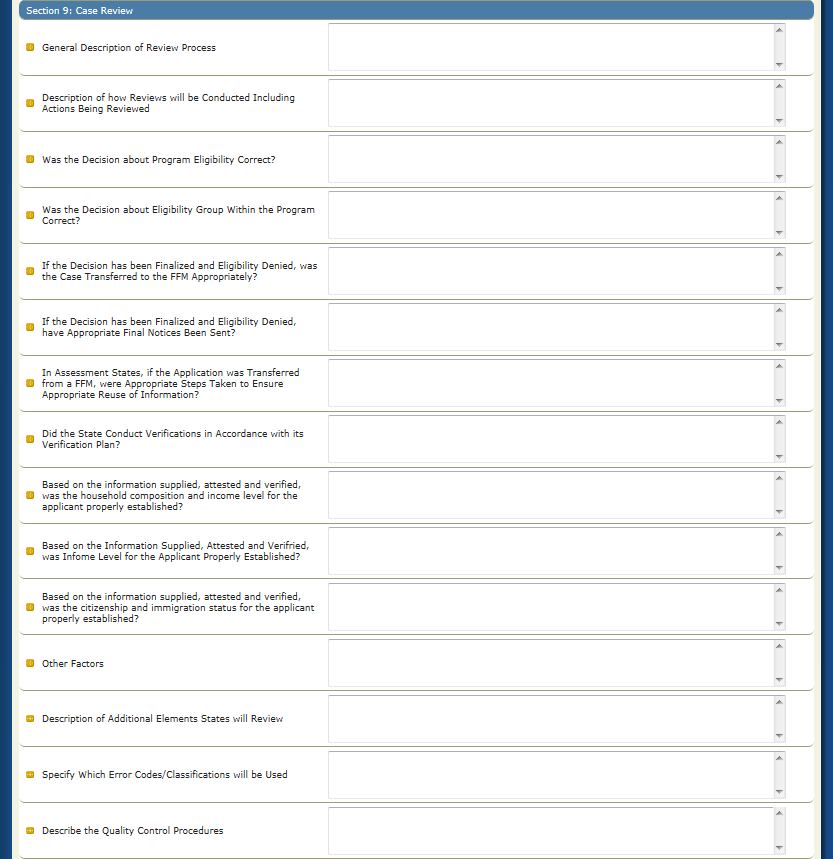 Section 9: Case Review
General Description of Review Process
Description of how Reviews will be Conducted Including
Actions Being Reviewed
Was the Decision about Program Eligibility Correct?
Was the Decision about Eligibility Group Within the Program
Correct?
If the Decision has been Finalized and Eligibility Denied, was
the Case Transferred to the FFM Appropriately?
If the Decision has been Finalized and Eligibility Denied,
have Appropriate Final Notices Been Sent?
In Assessment States, if the Application was Transferred
from a FFM, were Appropriate Steps Taken to Ensure
Appropriate Reuse of Information?
Did the State Conduct Verifications in Accordance with its
Verification Plan?
Based on the information supplied, attested and verified,
was the household composition and income level for the
applicant properly established?
Based on the Information Supplied, Attested and Verifried,
was Infome Level for the Applicant Properly Established?
Based on the information supplied, attested and verified,
was the citizenship and immigration status for the applicant
properly established?
Other Factors
Description of Additional Elements States will Review
Specify Which Error Codes/Classifications will be Used
Describe the Quality Control Procedures